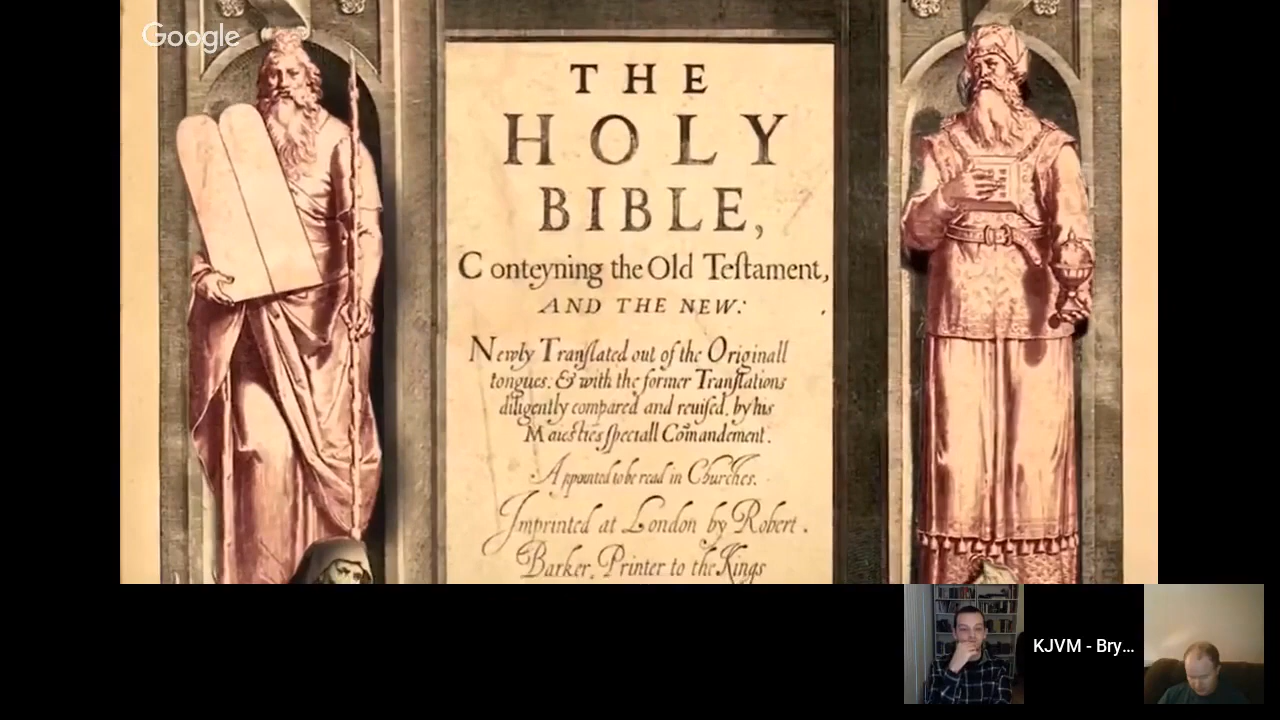 Google
THE
HOLY
BIBLE,
Conteyning the Old Teſtament,
AND THE NEW:
Newly Tranſlated out of the Originall
tongues. & with the former Tranſlations
diligently compared and reuiſed. by his
Maieſties ſpeciall Comandement.
Appointed to be read in Churches.
Imprinted at London by Robert.
Barker. Printer to the Kings
KJVM - Bry...